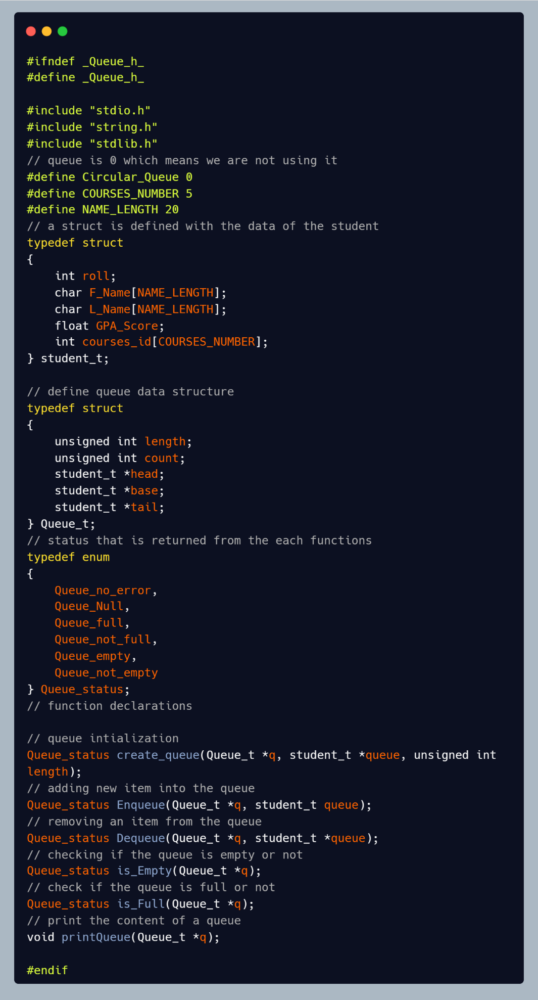 #ifndef _Queue_h_
#define _Queue_h_

#include "stdio.h"
#include "string.h"
#include "stdlib.h"
// queue is 0 which means we are not using it
#define Circular_Queue 0
#define COURSES_NUMBER 5
#define NAME_LENGTH 20
// a struct is defined with the data of the student
typedef struct
{
    int roll;
    char F_Name[NAME_LENGTH];
    char L_Name[NAME_LENGTH];
    float GPA_Score;
    int courses_id[COURSES_NUMBER];
} student_t;

// define queue data structure
typedef struct
{
    unsigned int length;
    unsigned int count;
    student_t *head;
    student_t *base;
    student_t *tail;
} Queue_t;
// status that is returned from the each functions
typedef enum
{
    Queue_no_error,
    Queue_Null,
    Queue_full,
    Queue_not_full,
    Queue_empty,
    Queue_not_empty
} Queue_status;
// function declarations

// queue intialization
Queue_status create_queue(Queue_t *q, student_t *queue, unsigned int
length);
// adding new item into the queue
Queue_status Enqueue(Queue_t *q, student_t queue);
// removing an item from the queue
Queue_status Dequeue(Queue_t *q, student_t *queue);
// checking if the queue is empty or not
Queue_status is_Empty(Queue_t *q);
// check if the queue is full or not
Queue_status is_Full(Queue_t *q);
// print the content of a queue
void printQueue(Queue_t *q);

#endif